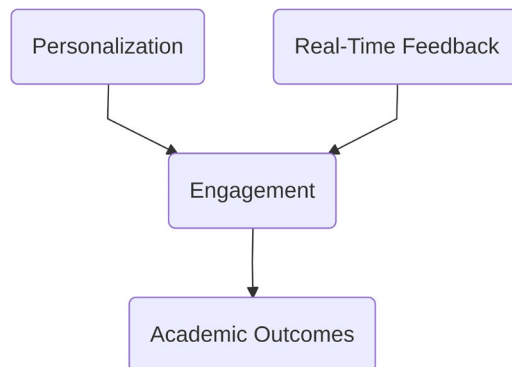 Personalization
Real-Time Feedback
Engagement
Academic Outcomes